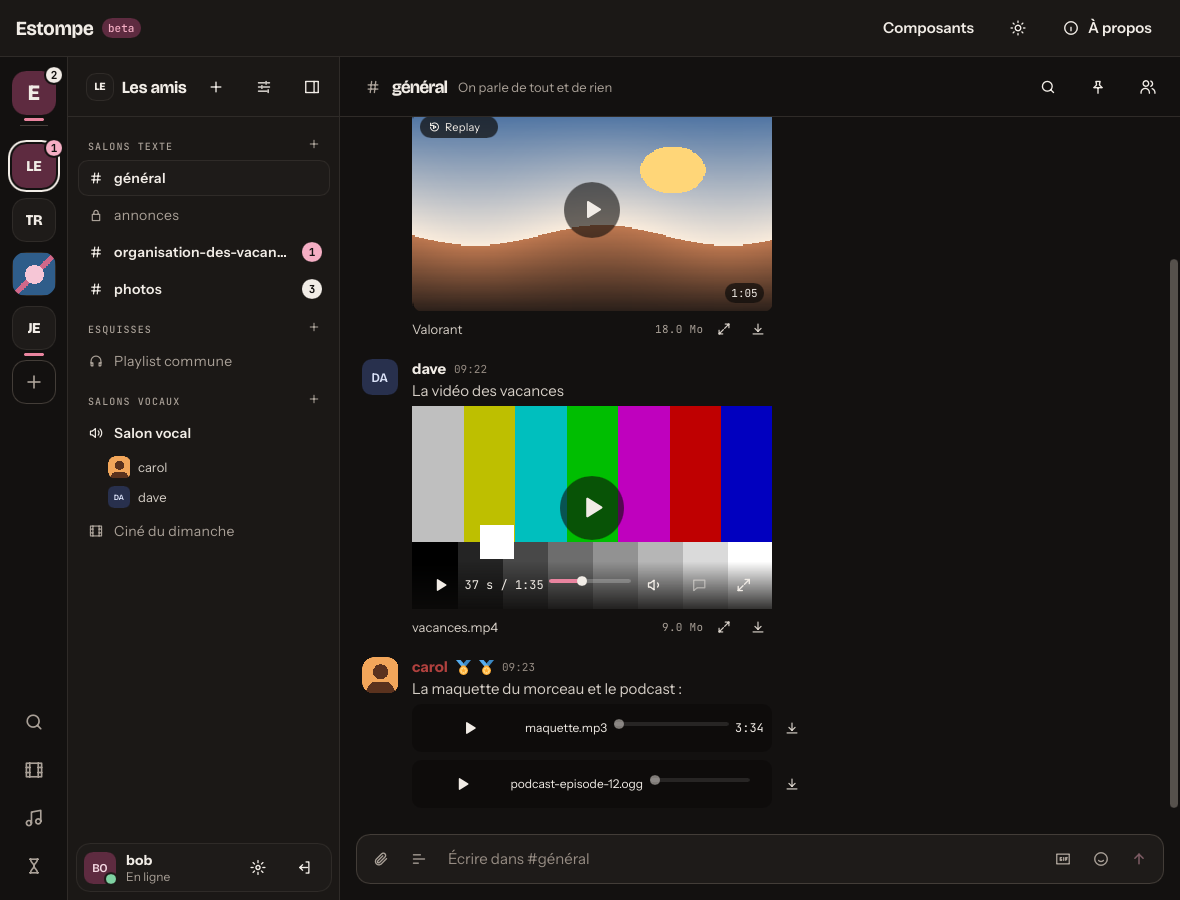 Estompe beta
Composants
À propos
E 2
LE 1
TR
JE
LE Les amis
SALONS TEXTE
# général
annonces
# organisation-des-vacan... 1
# photos 3
ESQUISSES
Playlist commune
SALONS VOCAUX
Salon vocal
carol
DA dave
Ciné du dimanche
BO bob
En ligne
# général On parle de tout et de rien
Replay
1:05
Valorant 18.0 Mo
DA dave 09:22
La vidéo des vacances
37 s / 1:35
vacances.mp4 9.0 Mo
carol 09:23
La maquette du morceau et le podcast :
maquette.mp3 3:34
podcast-episode-12.ogg
Écrire dans #général
GIF